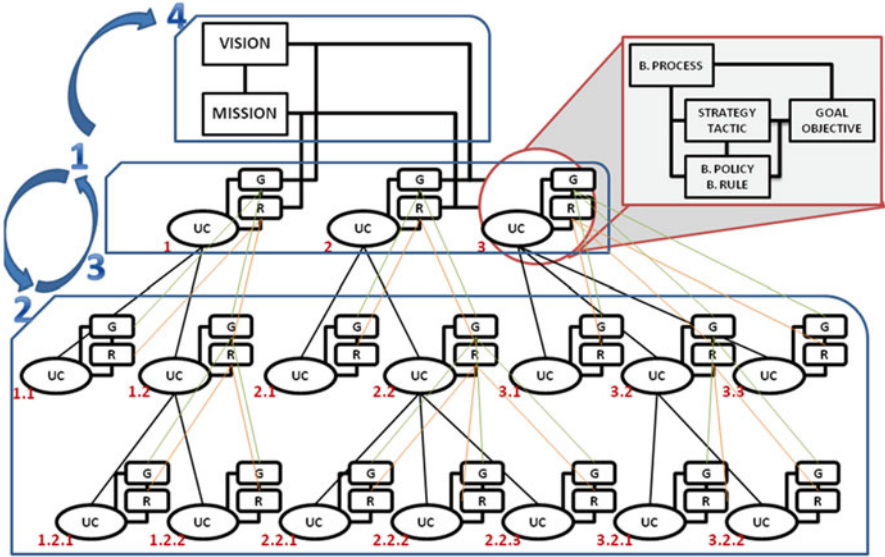 4
VISION
MISSION
B. PROCESS
STRATEGY
TACTIC
GOAL
OBJECTIVE
B. POLICY
B. RULE
1
G
R
UC
1
G
R
UC
2
G
R
UC
3
3
2
G
R
UC
1.1
G
R
UC
1.2
G
R
UC
2.1
G
R
UC
2.2
G
R
UC
3.1
G
R
UC
3.2
G
R
UC
3.3
G
R
UC
1.2.1
G
R
UC
1.2.2
G
R
UC
2.2.1
G
R
UC
2.2.2
G
R
UC
2.2.3
G
R
UC
3.2.1
G
R
UC
3.2.2